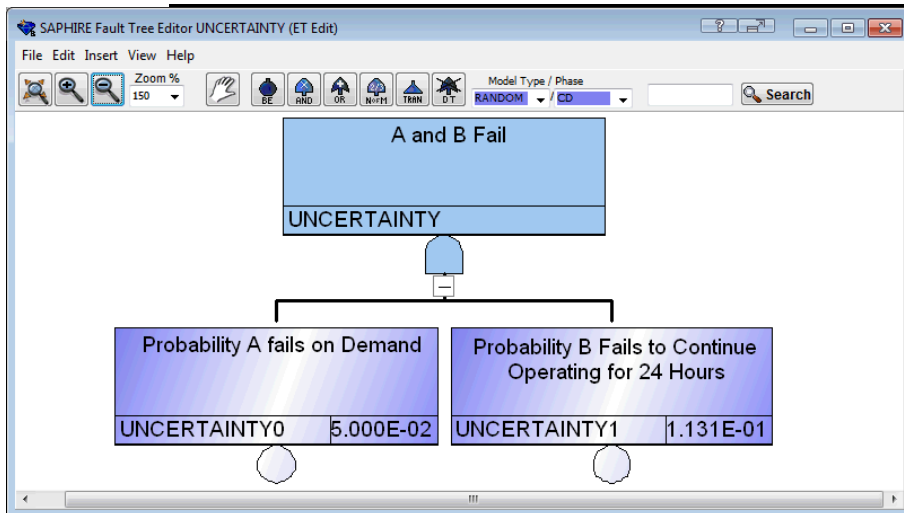 SAPHIRE Fault Tree Editor UNCERTAINTY (ET Edit)
File Edit Insert View Help
Zoom %
150
BE
AND
OR
NorM
TRAN
DT
Model Type / Phase
RANDOM / CD
Search
A and B Fail
UNCERTAINTY
Probability A fails on Demand
UNCERTAINTY0 5.000E-02
Probability B Fails to Continue
Operating for 24 Hours
UNCERTAINTY1 1.131E-01